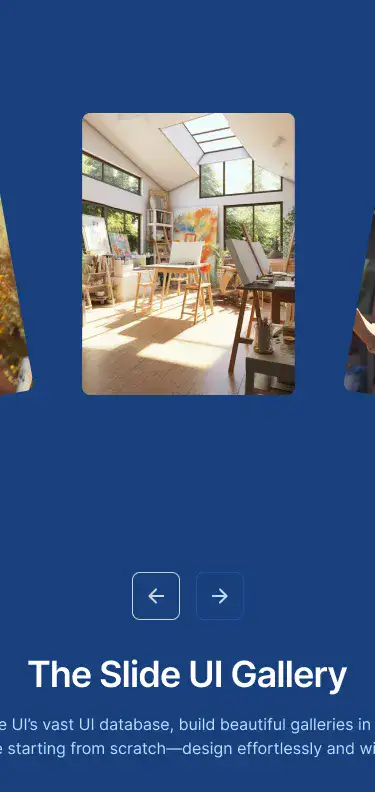 The Slide UI Gallery
e UI's vast UI database, build beautiful galleries in
e starting from scratch—design effortlessly and wi